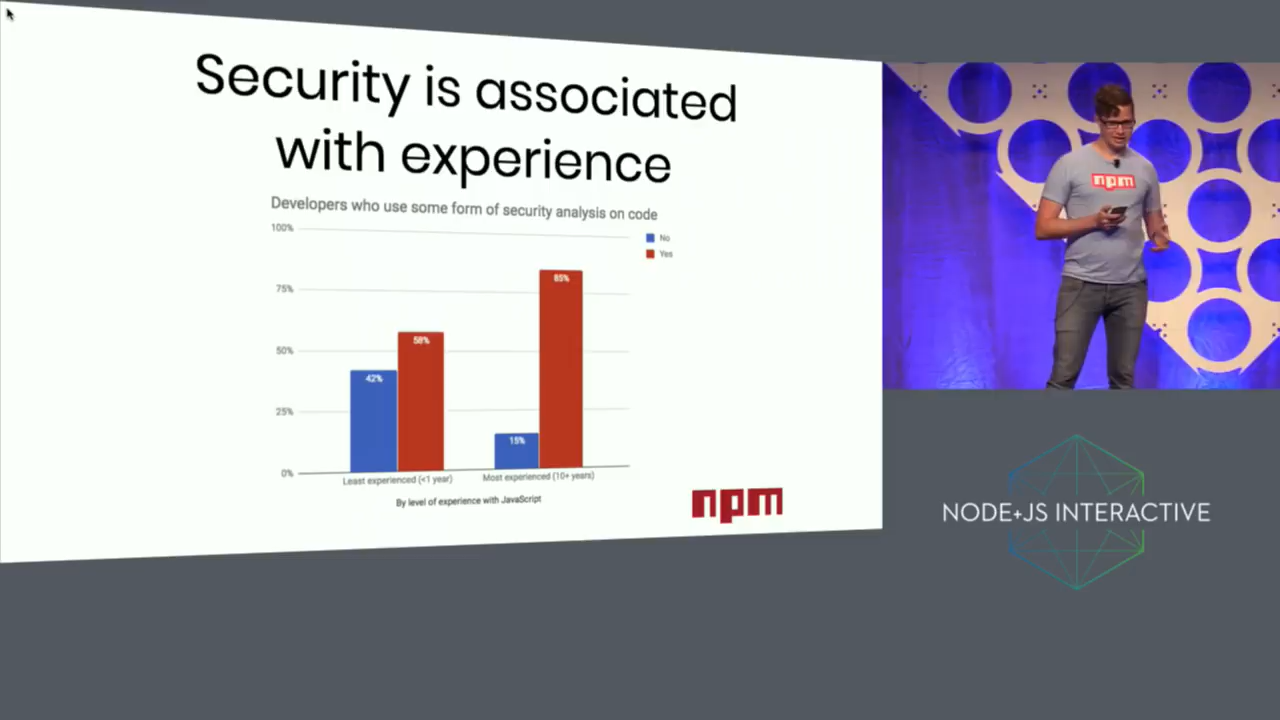 Security is associated
with experience
Developers who use some form of security analysis on code
100%
75%
50%
25%
0%
No
Yes
42%
58%
15%
85%
Least experienced (<1 year)
Most experienced (10+ years)
By level of experience with JavaScript
npm
npm
NODE+JS INTERACTIVE